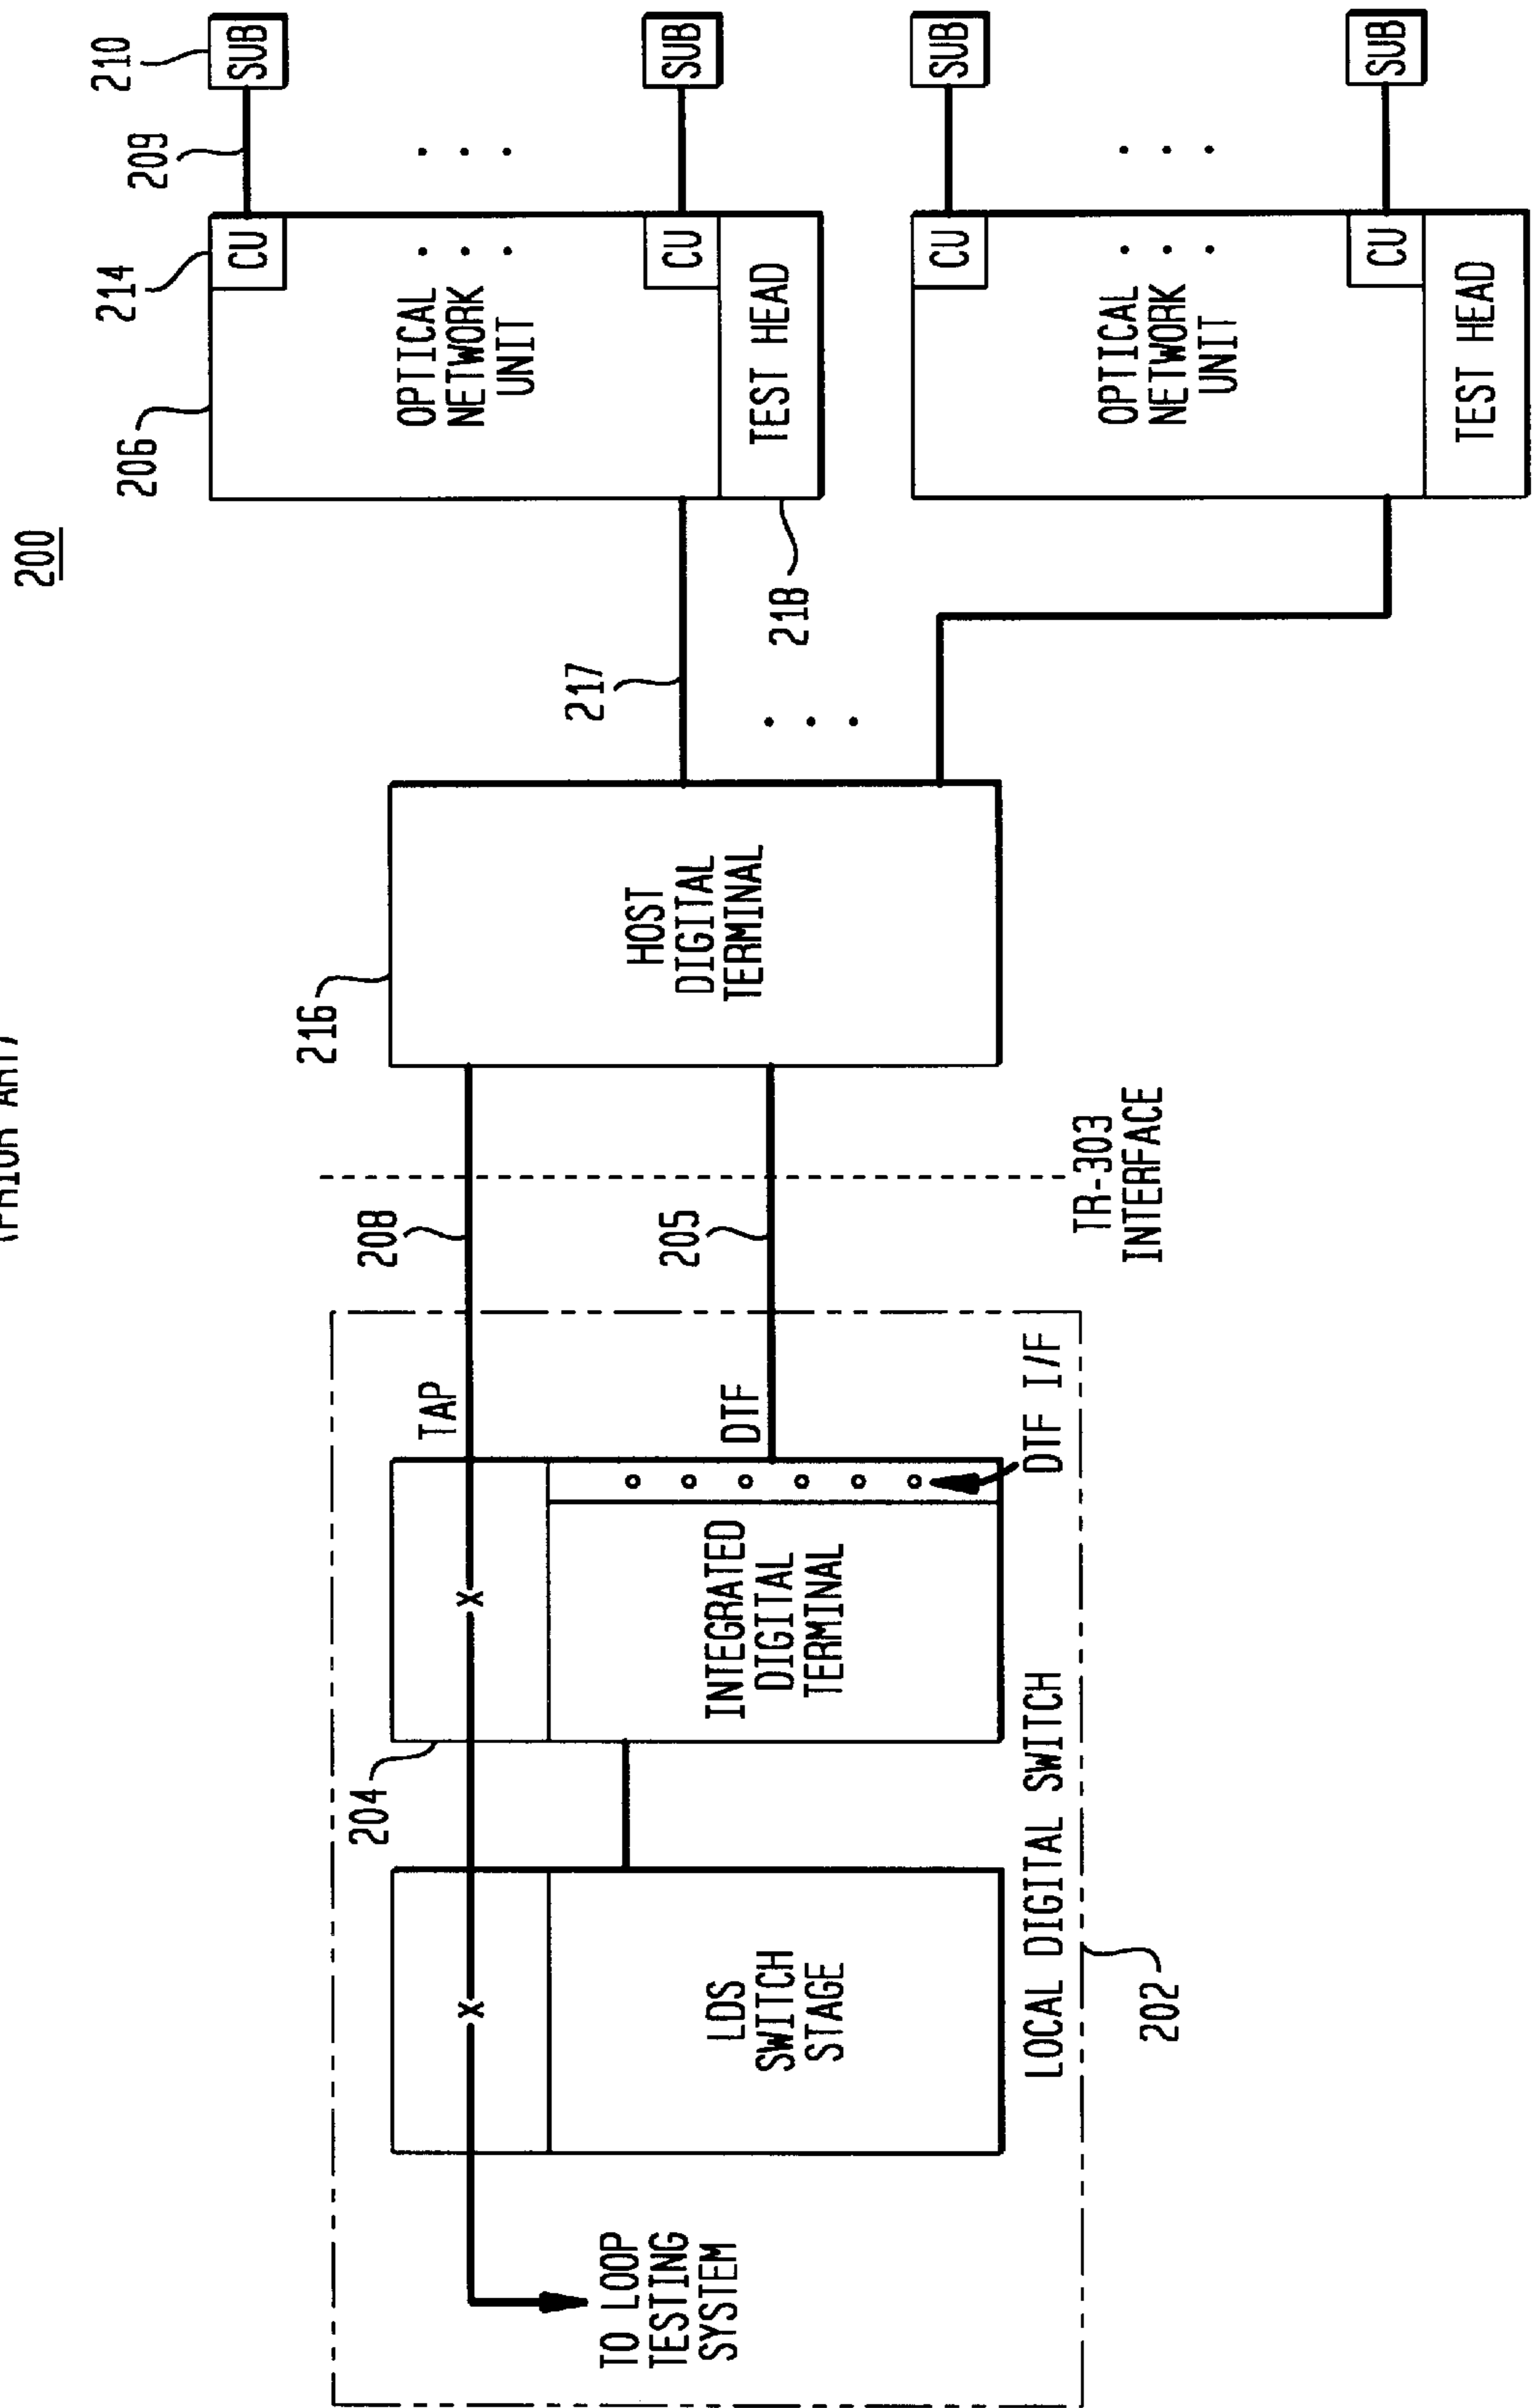 (PRIOR ART)
200
TO LOOP
TESTING
SYSTEM
X
LDS
SWITCH
STAGE
204
X
INTEGRATED
DIGITAL
TERMINAL
TAP
DTF
DTF I/F
LOCAL DIGITAL SWITCH
202
208
205
TR-303
INTERFACE
216
HOST
DIGITAL
TERMINAL
217
218
206
OPTICAL
NETWORK
UNIT
TEST HEAD
214
CU
CU
209
210
SUB
SUB
OPTICAL
NETWORK
UNIT
TEST HEAD
CU
CU
SUB
SUB